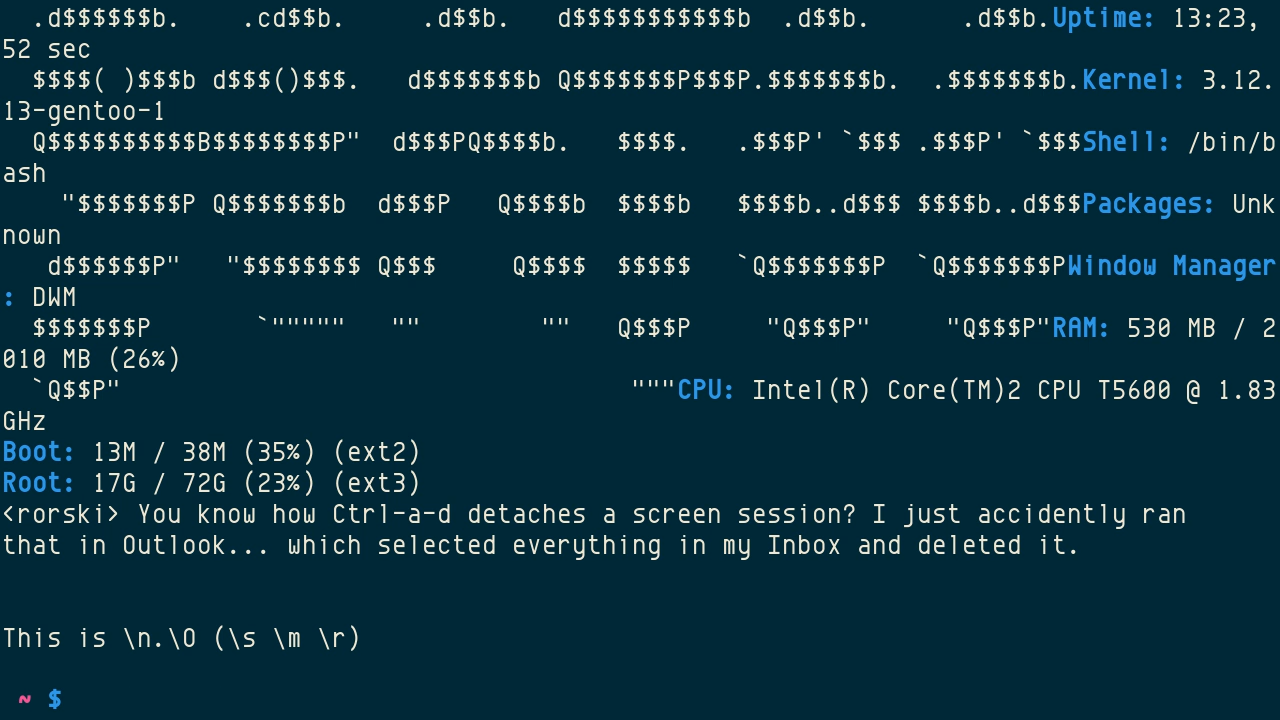 .d$$$$$$b.    .cd$$b.     .d$$b.   d$$$$$$$$$$$b  .d$$b.      .d$$b.Uptime: 13:23,
52 sec
  $$$$( )$$$b d$$$()$$$.   d$$$$$$$b Q$$$$$$$P$$$P.$$$$$$$b.  .$$$$$$$b.Kernel: 3.12.
13-gentoo-1
  Q$$$$$$$$$$B$$$$$$$$P"  d$$$PQ$$$$b.   $$$$.   .$$$P' `$$$ .$$$P' `$$$Shell: /bin/b
ash
    "$$$$$$$P Q$$$$$$$b  d$$$P   Q$$$$b  $$$$b   $$$$b..d$$$ $$$$b..d$$$Packages: Unk
nown
   d$$$$$$P"   "$$$$$$$$ Q$$$     Q$$$$  $$$$$   `Q$$$$$$$P  `Q$$$$$$$PWindow Manager
: DWM
  $$$$$$$P       `"""""   ""        ""   Q$$$P     "Q$$$P"     "Q$$$P"RAM: 530 MB / 2
010 MB (26%)
  `Q$$P"                                  """CPU: Intel(R) Core(TM)2 CPU T5600 @ 1.83
GHz
Boot: 13M / 38M (35%) (ext2)
Root: 17G / 72G (23%) (ext3)
<rorski> You know how Ctrl-a-d detaches a screen session? I just accidently ran
that in Outlook... which selected everything in my Inbox and deleted it.
This is \n.\O (\s \m \r)
 ~ $